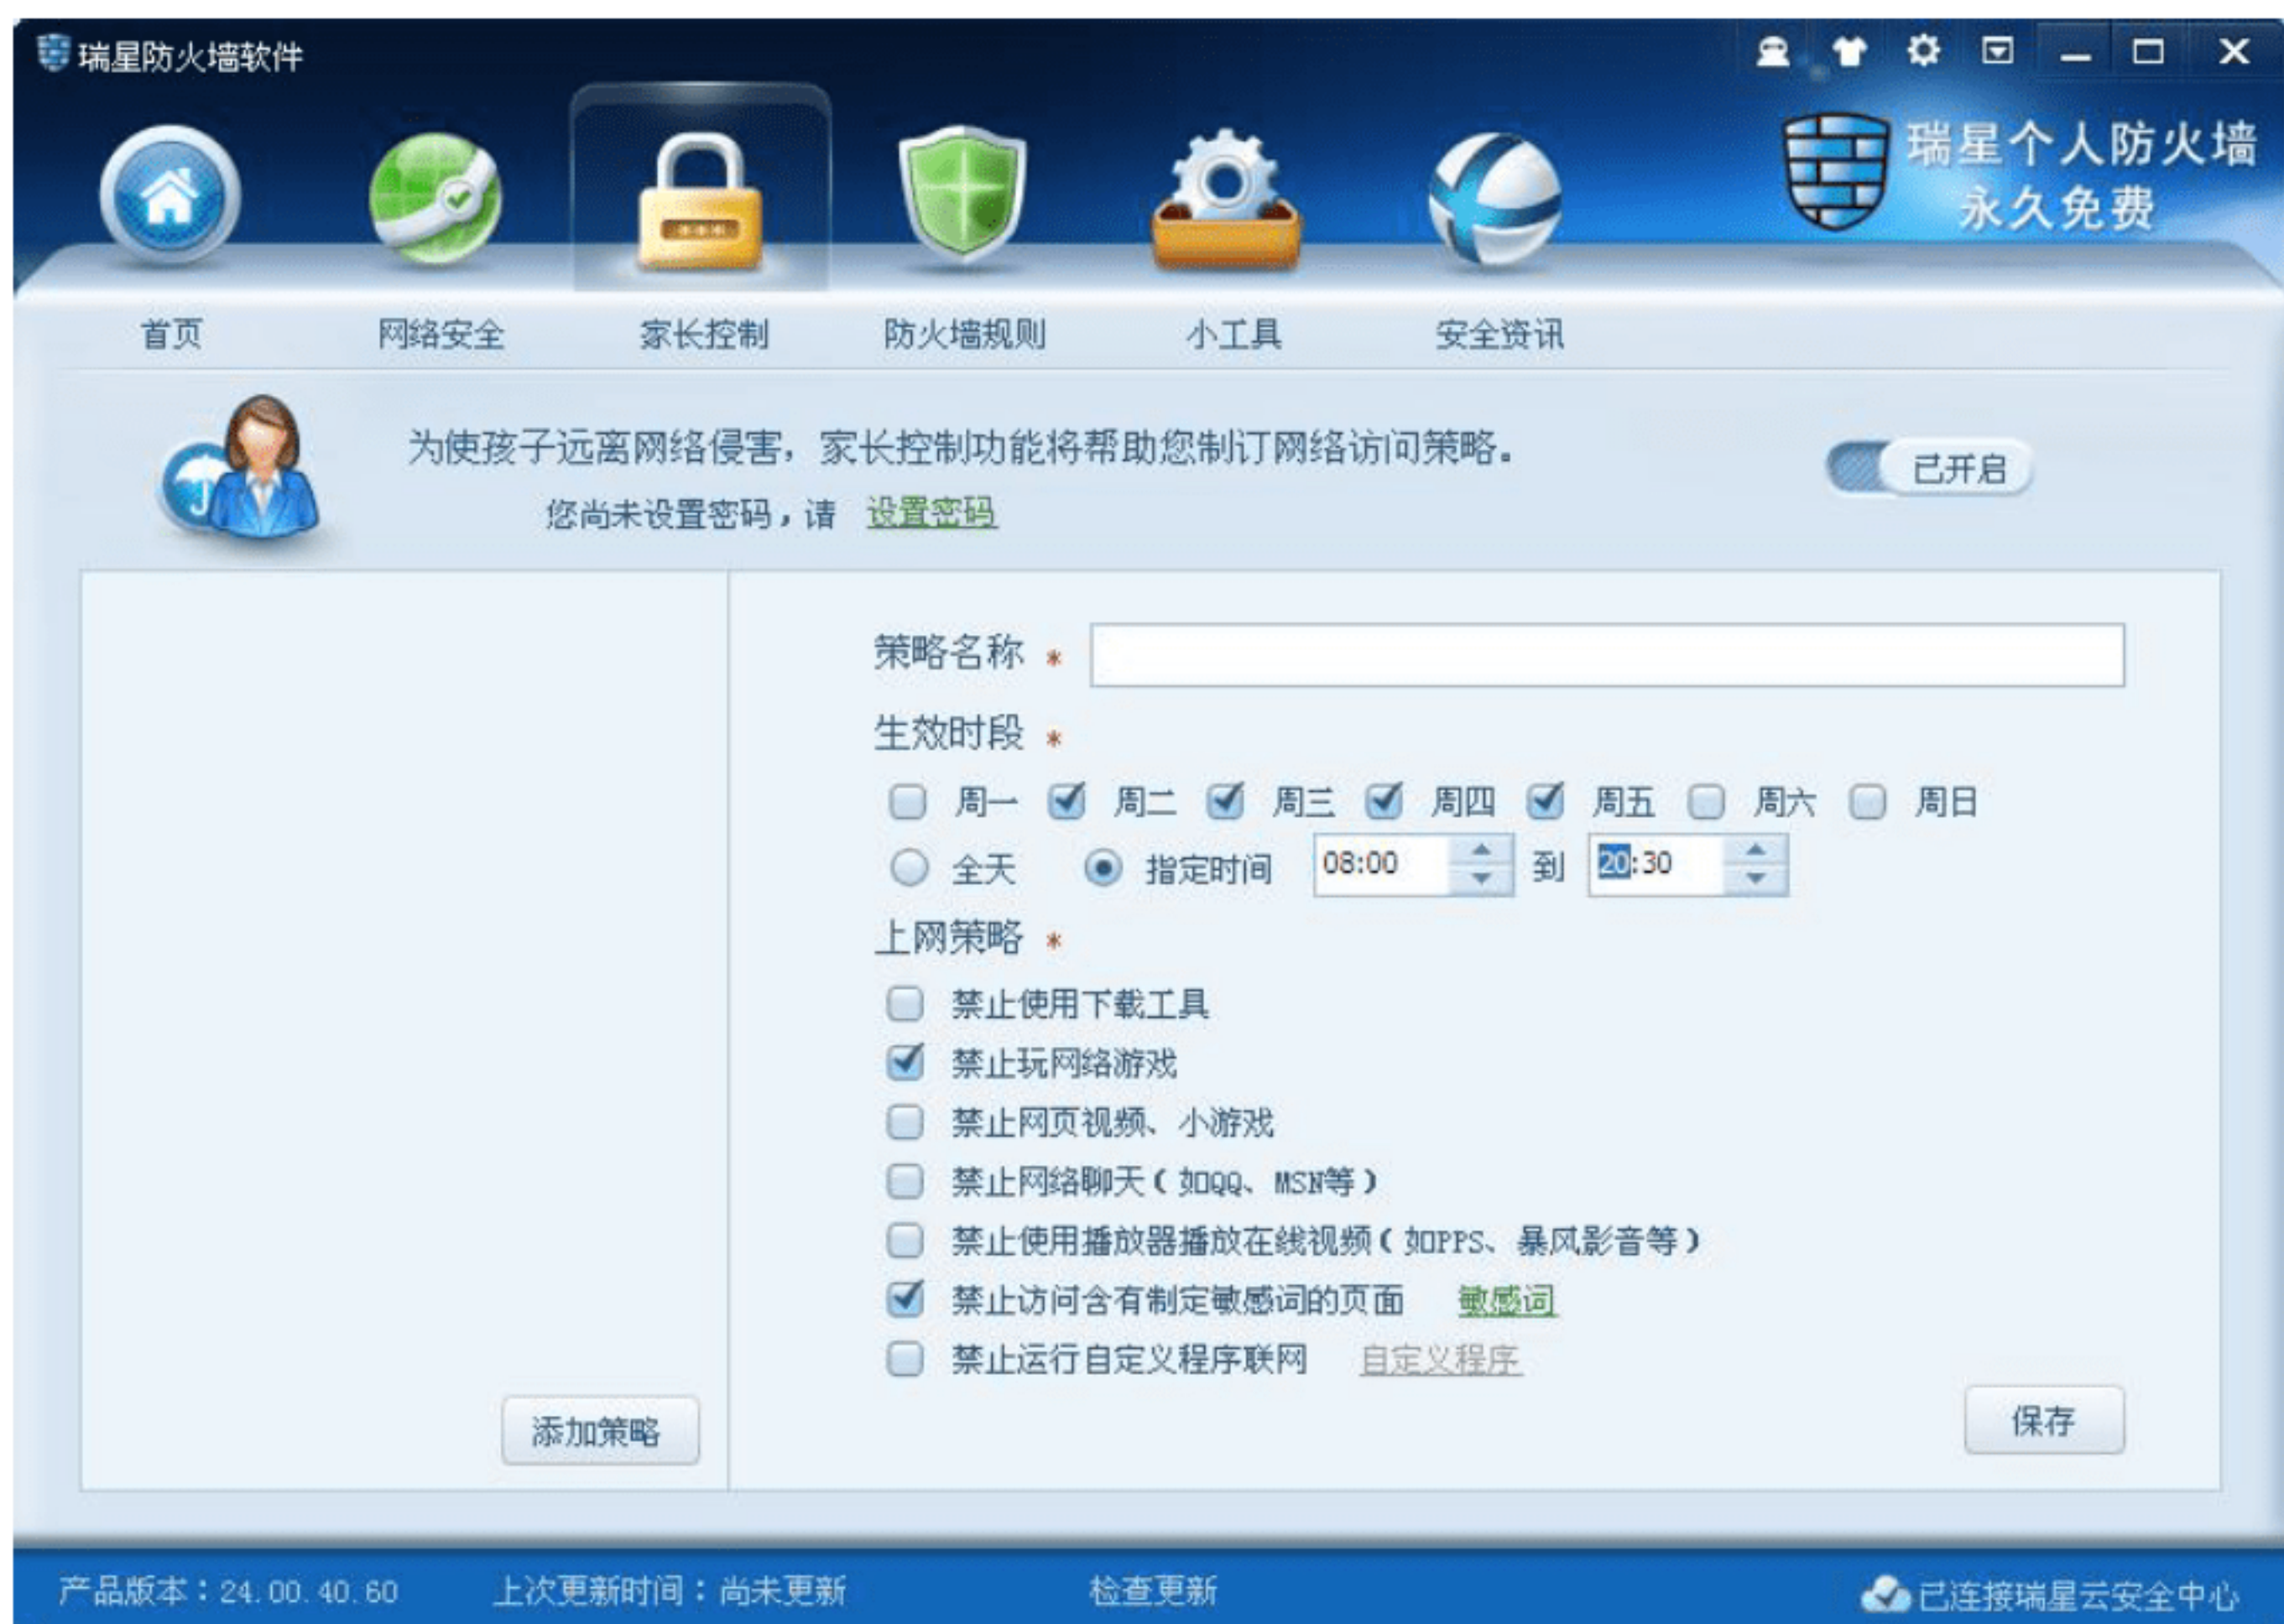 瑞星防火墙软件
瑞星个人防火墙
永久免费
首页 网络安全 家长控制 防火墙规则 小工具 安全资讯
为使孩子远离网络侵害，家长控制功能将帮助您制订网络访问策略。
已开启
您尚未设置密码，请 设置密码
策略名称 *
生效时段 *
周一 周二 周三 周四 周五 周六 周日
全天 指定时间 08:00 到 20:30
上网策略 *
禁止使用下载工具
禁止玩网络游戏
禁止网页视频、小游戏
禁止网络聊天（如QQ、MSN等）
禁止使用播放器播放在线视频（如PPS、暴风影音等）
禁止访问含有制定敏感词的页面 敏感词
禁止运行自定义程序联网 自定义程序
添加策略
保存
产品版本：24.00.40.60 上次更新时间：尚未更新 检查更新 已连接瑞星云安全中心